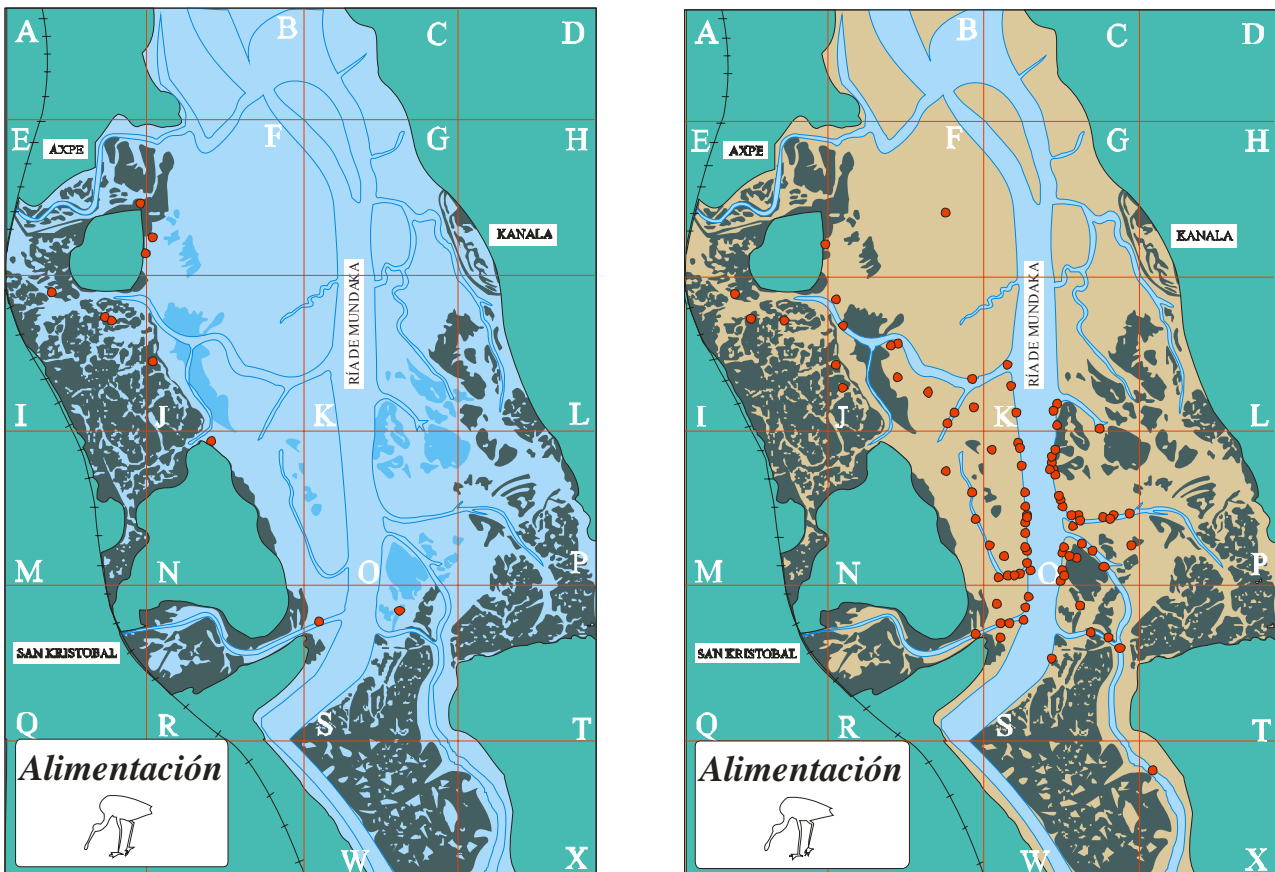 A B C D
E F G H
AXPE
KANALA
RÍA DE MUNDAKA
I J K L
M N O P
SAN KRISTOBAL
Q R S T
Alimentación
W X
A B C D
E F G H
AXPE
KANALA
RÍA DE MUNDAKA
I J K L
M N O P
SAN KRISTOBAL
Q R S T
Alimentación
W X